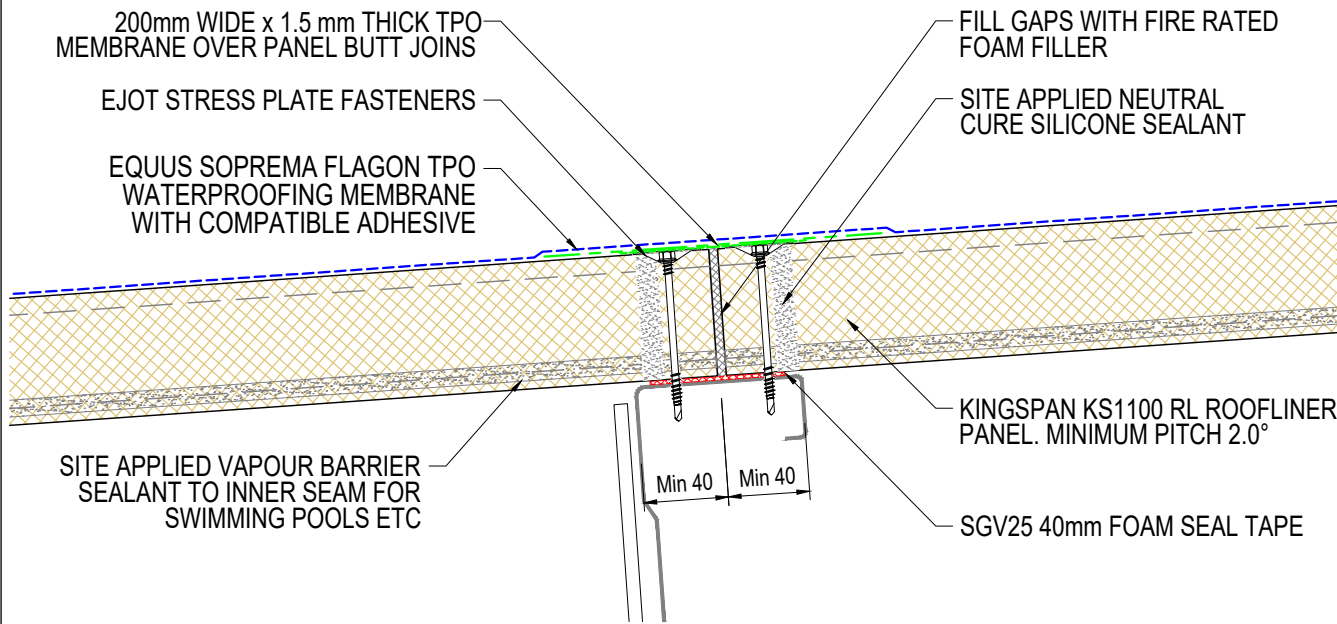 200mm WIDE x 1.5 mm THICK TPO
MEMBRANE OVER PANEL BUTT JOINS
EJOT STRESS PLATE FASTENERS
EQUUS SOPREMA FLAGON TPO
WATERPROOFING MEMBRANE
WITH COMPATIBLE ADHESIVE
FILL GAPS WITH FIRE RATED
FOAM FILLER
SITE APPLIED NEUTRAL
CURE SILICONE SEALANT
SITE APPLIED VAPOUR BARRIER
SEALANT TO INNER SEAM FOR
SWIMMING POOLS ETC
Min 40
Min 40
KINGSPAN KS1100 RL ROOFLINER
PANEL. MINIMUM PITCH 2.0°
SGV25 40mm FOAM SEAL TAPE